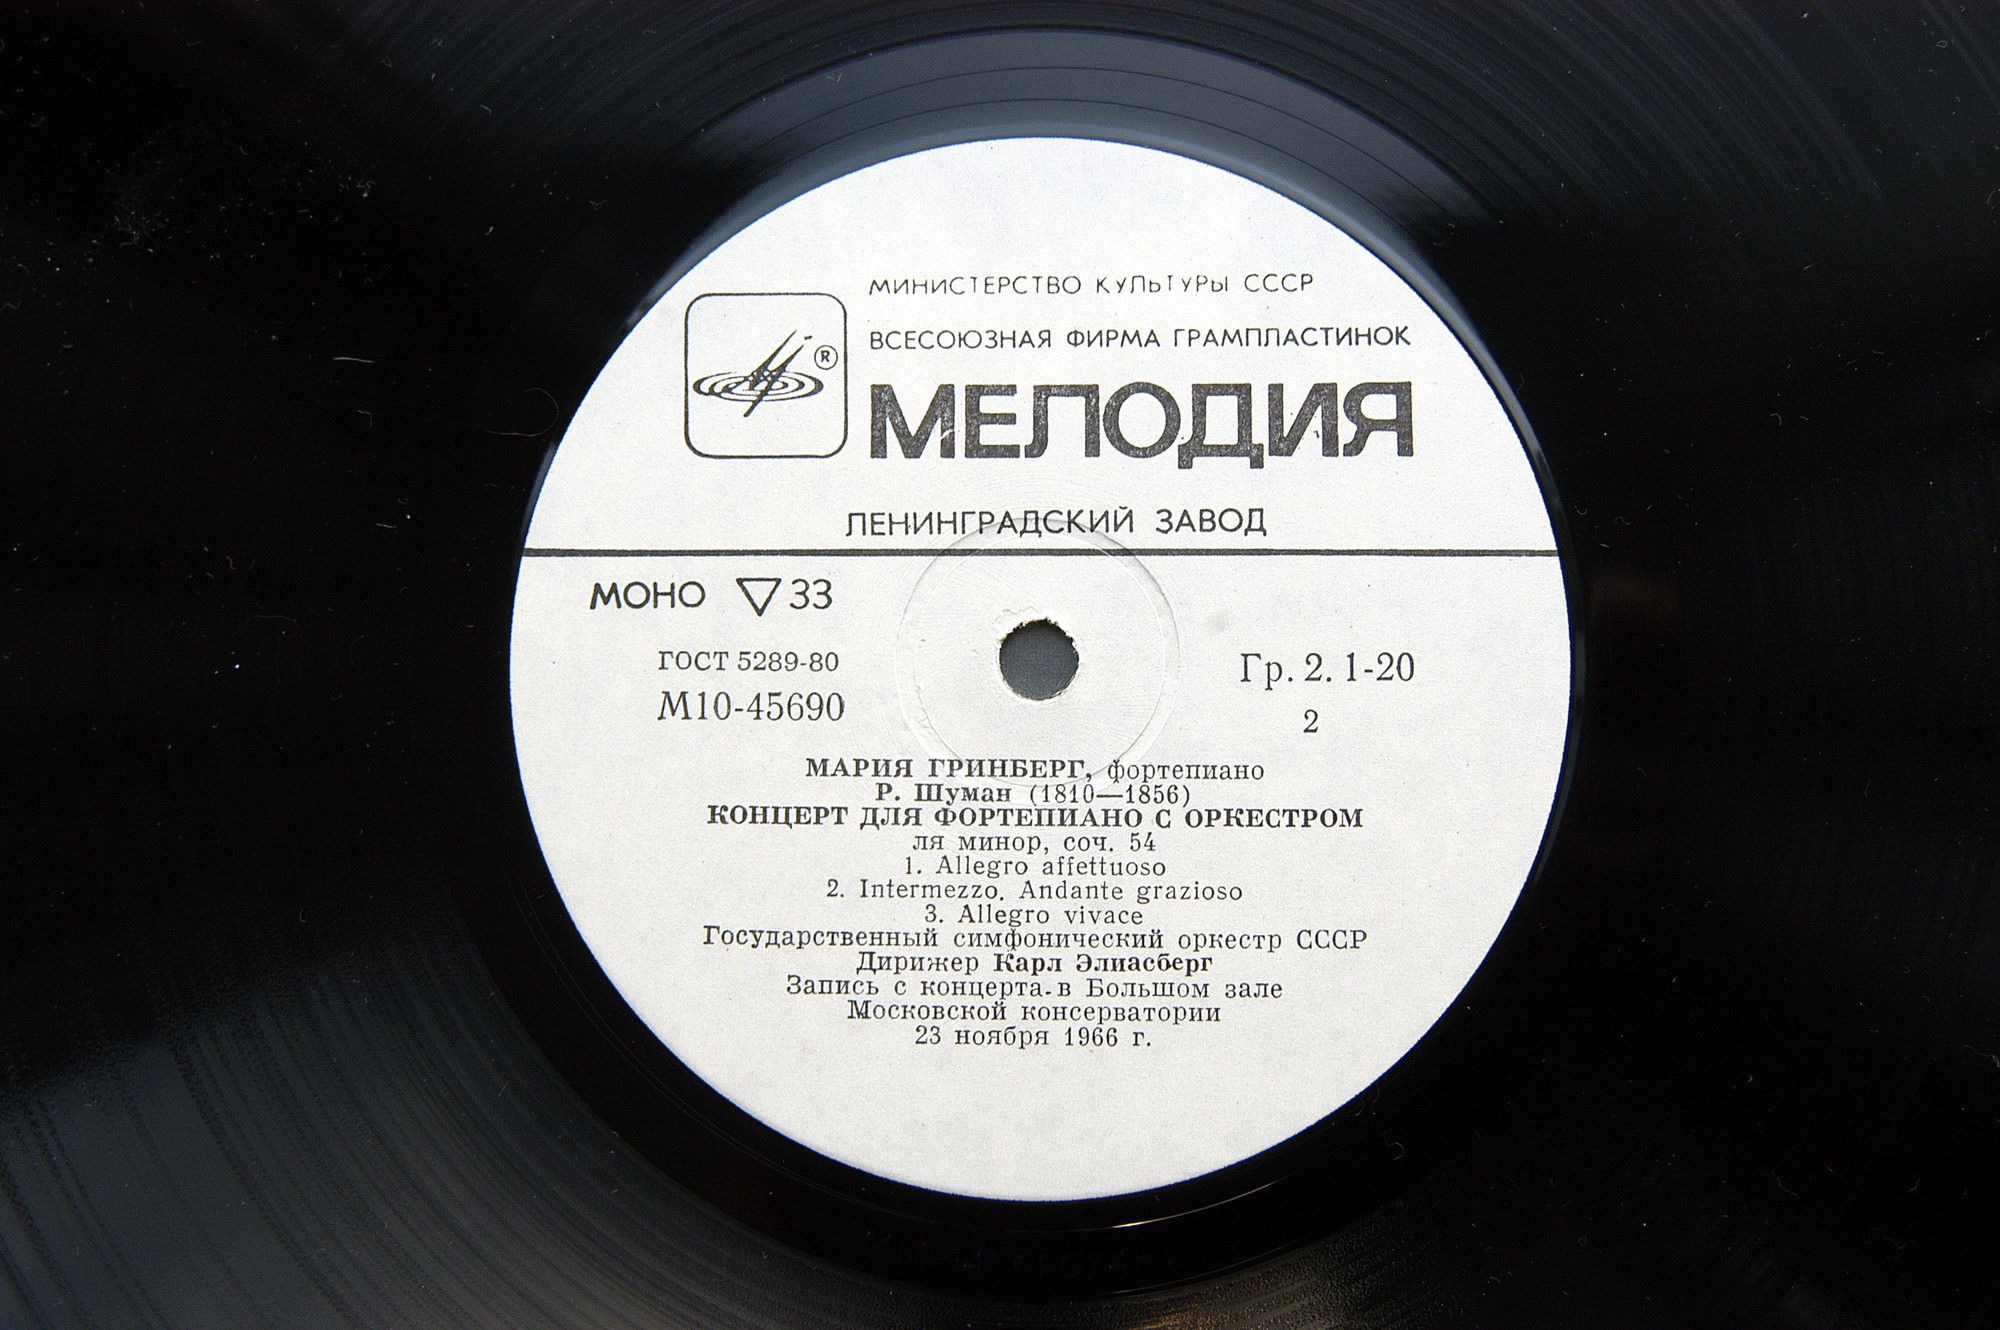 МИНИСТЕРСТВО КУЛЬТУРЫ СССР
ВСЕСОЮЗНАЯ ФИРМА ГРАМПЛАСТИНОК
®
МЕЛОДИЯ
ЛЕНИНГРАДСКИЙ ЗАВОД
МОНО ▽ 33
ГОСТ 5289-80
М10-45690
Гр. 2. 1-20
2
МАРИЯ ГРИНБЕРГ, фортепиано
Р. Шуман (1810—1856)
КОНЦЕРТ ДЛЯ ФОРТЕПИАНО С ОРКЕСТРОМ
ля минор, соч. 54
1. Allegro affettuoso
2. Intermezzo. Andante grazioso
3. Allegro vivace
Государственный симфонический оркестр СССР
Дирижер Карл Элиасберг
Запись с концерта в Большом зале
Московской консерватории
23 ноября 1966 г.